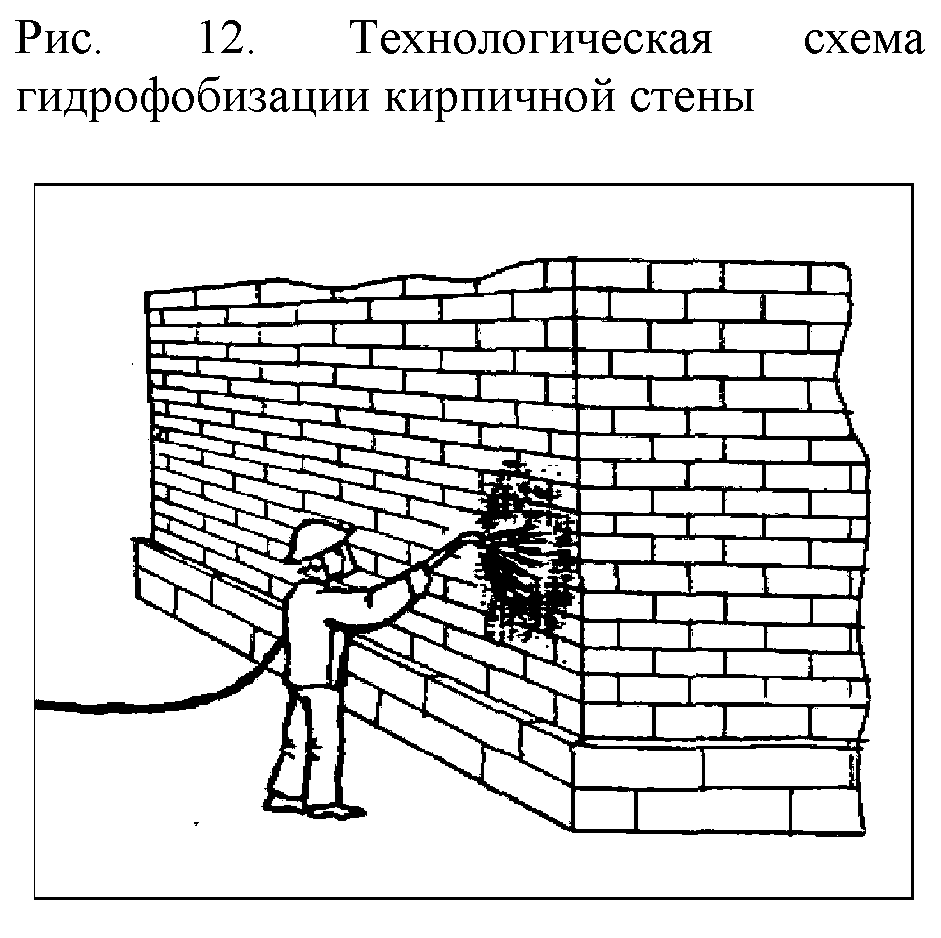 Рис. 12. Технологическая схема
гидрофобизации кирпичной стены